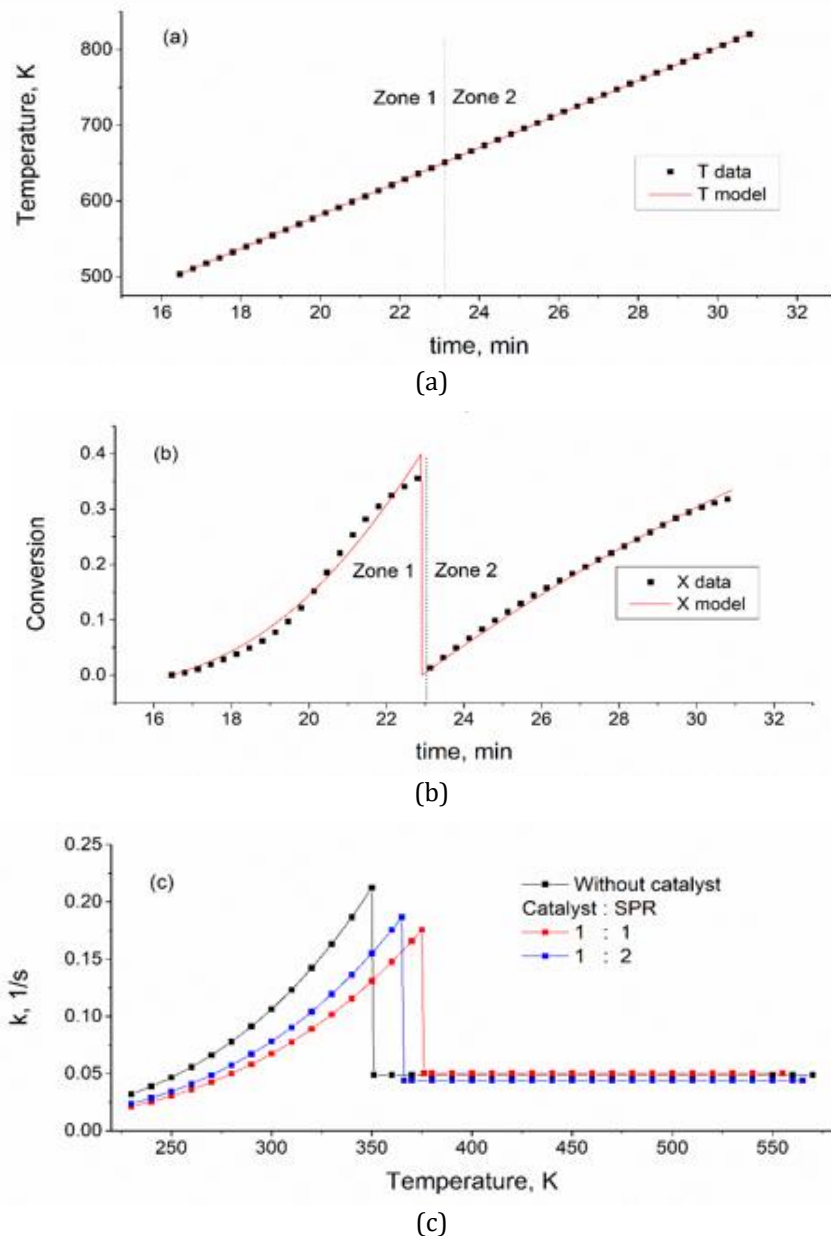 (a)
Temperature, K
800
700
600
500
Zone 1
Zone 2
T data
T model
16 18 20 22 24 26 28 30 32
time, min
(a)
(b)
Conversion
0.4
0.3
0.2
0.1
0.0
Zone 1
Zone 2
X data
X model
16 18 20 22 24 26 28 30 32
time, min
(b)
(c)
k, 1/s
0.25
0.20
0.15
0.10
0.05
0.00
Without catalyst
Catalyst : SPR
1 : 1
1 : 2
250 300 350 400 450 500 550
Temperature, K
(c)